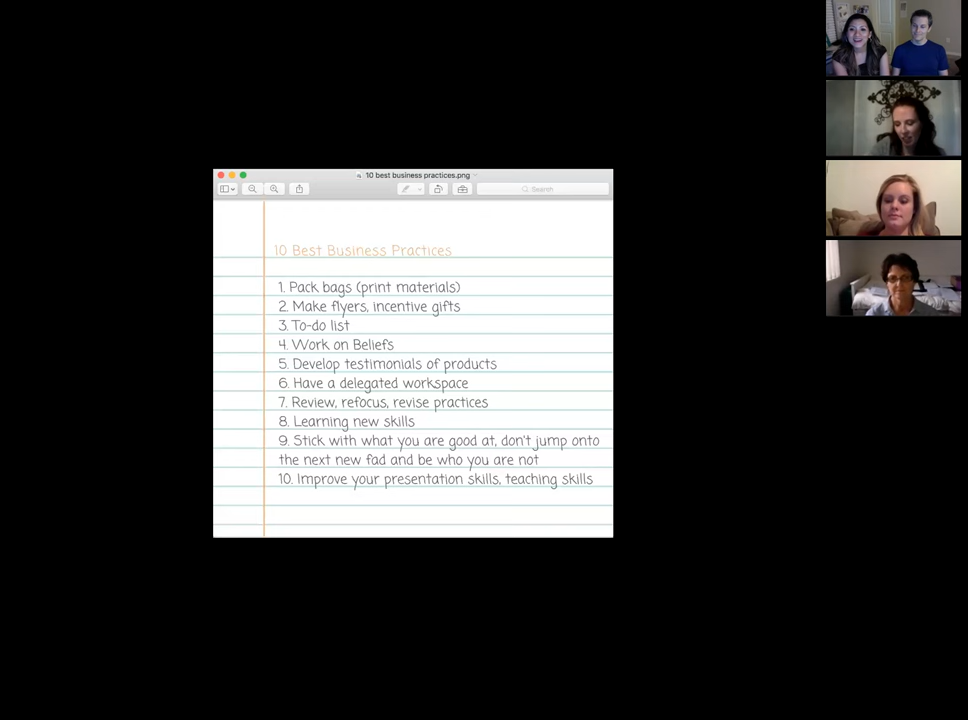 10 best business practices.png
Search
10 Best Business Practices
1. Pack bags (print materials)
2. Make flyers, incentive gifts
3. To-do list
4. Work on Beliefs
5. Develop testimonials of products
6. Have a delegated workspace
7. Review, refocus, revise practices
8. Learning new skills
9. Stick with what you are good at, don't jump onto
the next new fad and be who you are not
10. Improve your presentation skills, teaching skills